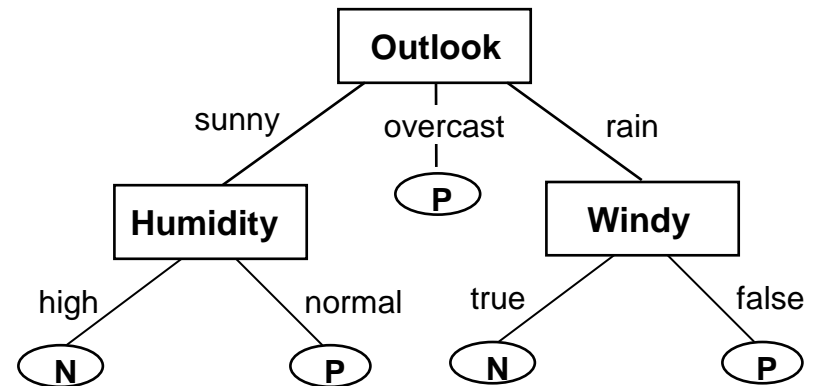 Outlook
sunny
overcast
rain
P
Humidity
Windy
high
normal
true
false
N
P
N
P